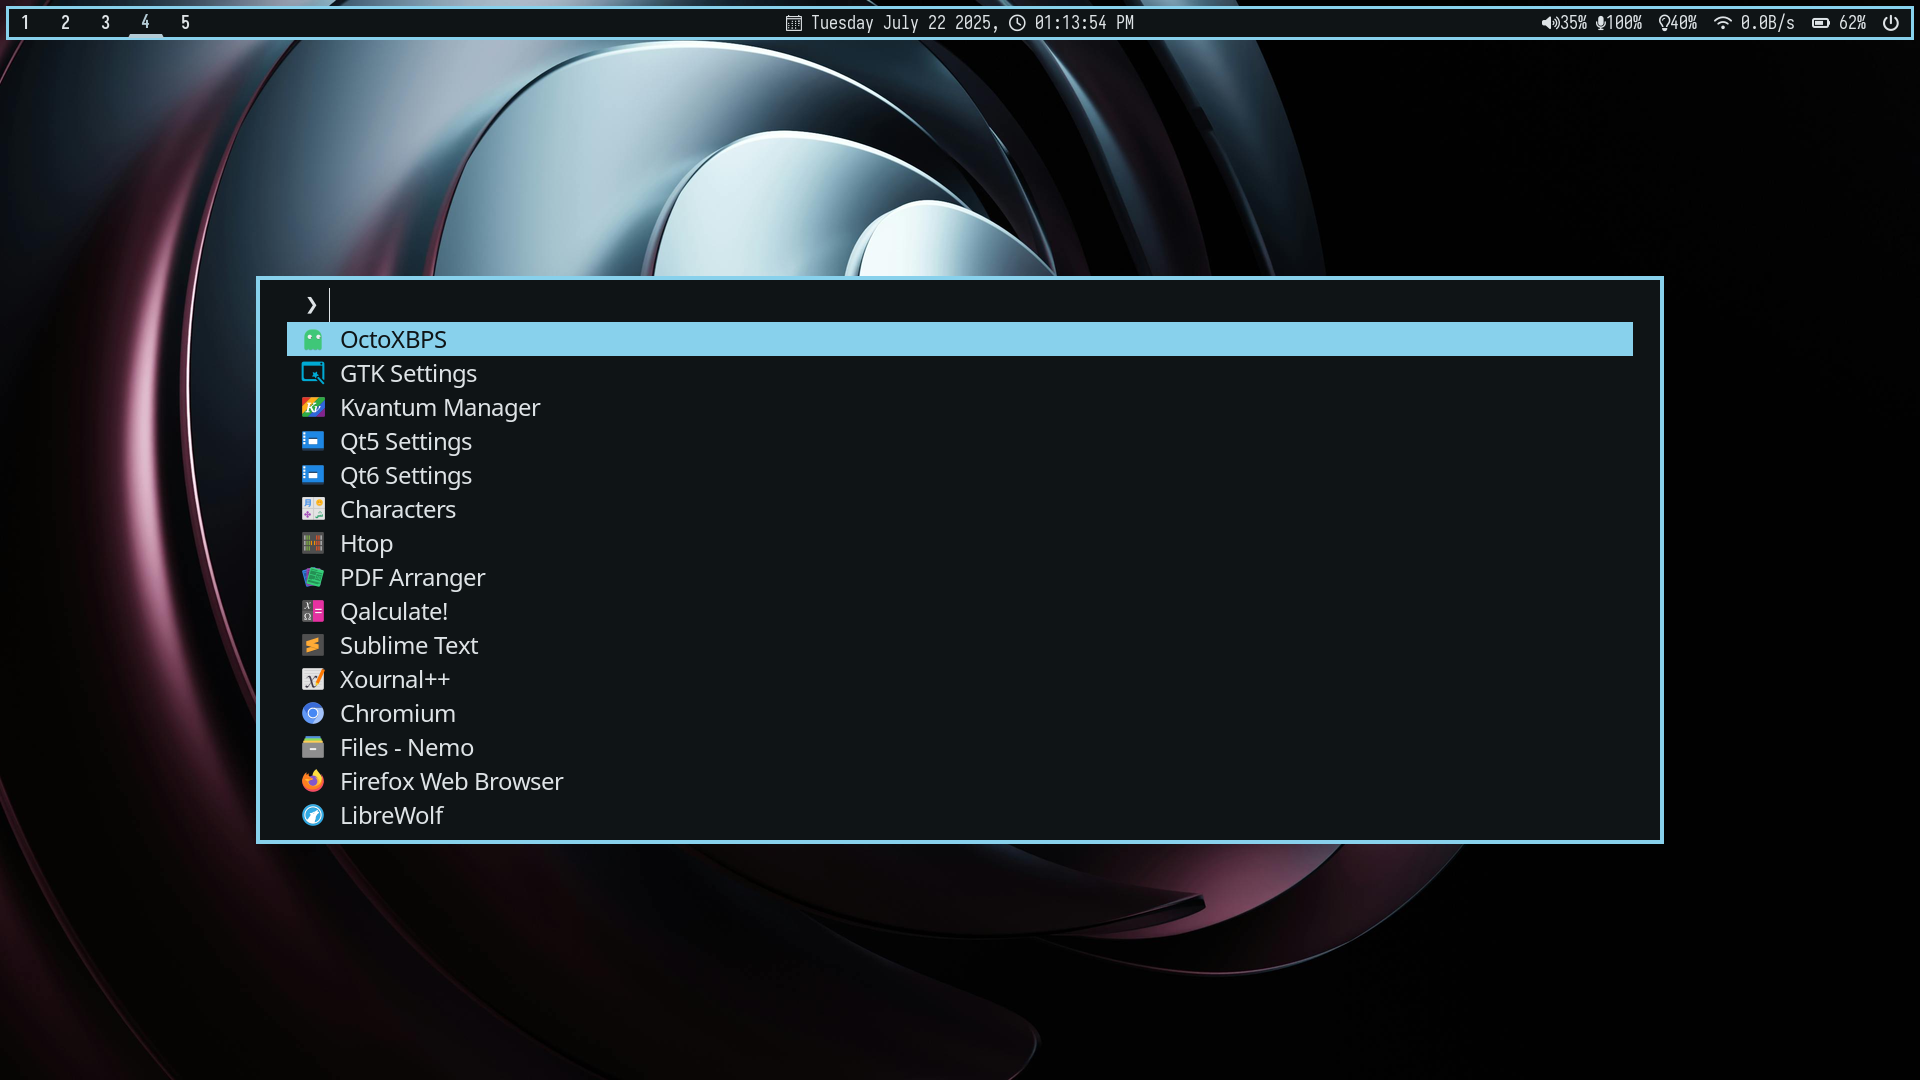 1 2 3 4 5 Tuesday July 22 2025, 01:13:54 PM 35% 100% 40% 0.0B/s 62%
❯
OctoXBPS
GTK Settings
Kvantum Manager
Qt5 Settings
Qt6 Settings
Characters
Htop
PDF Arranger
Qalculate!
Sublime Text
Xournal++
Chromium
Files - Nemo
Firefox Web Browser
LibreWolf